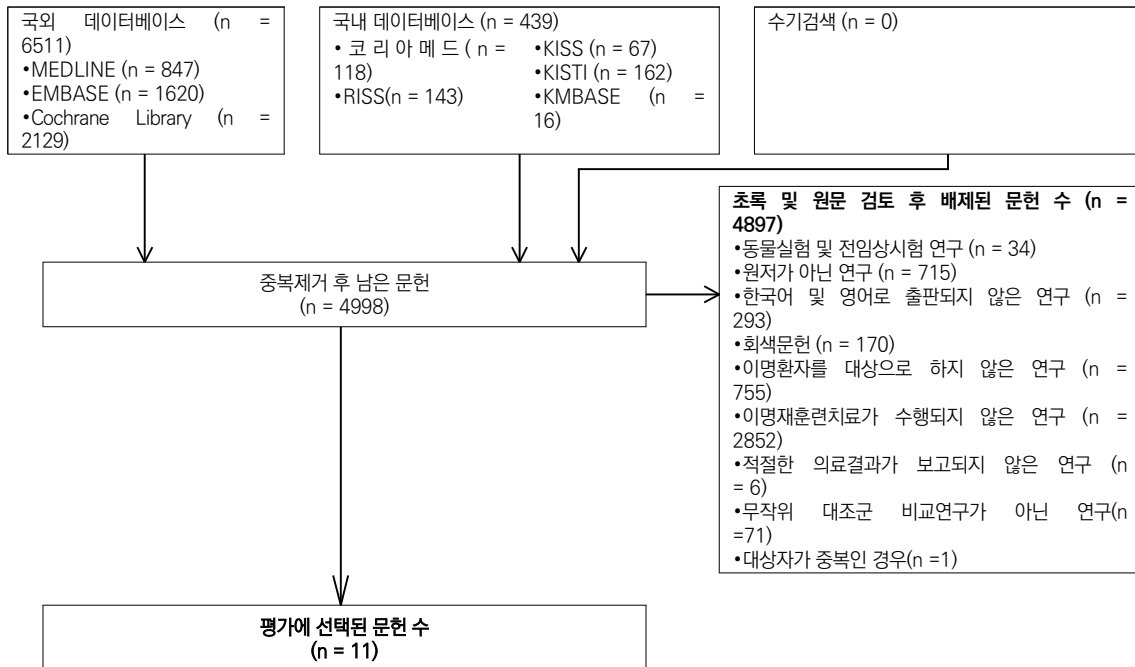 국외 데이터베이스 (n =
6511)
•MEDLINE (n = 847)
•EMBASE (n = 1620)
•Cochrane Library (n =
2129)
국내 데이터베이스 (n = 439)
• 코 리 아 메 드 ( n =
118)
•RISS(n = 143)
•KISS (n = 67)
•KISTI (n = 162)
•KMBASE (n =
16)
수기검색 (n = 0)
초록 및 원문 검토 후 배제된 문헌 수 (n =
4897)
•동물실험 및 전임상시험 연구 (n = 34)
•원저가 아닌 연구 (n = 715)
•한국어 및 영어로 출판되지 않은 연구 (n =
293)
•회색문헌 (n = 170)
•이명환자를 대상으로 하지 않은 연구 (n =
755)
•이명재훈련치료가 수행되지 않은 연구 (n =
2852)
•적절한 의료결과가 보고되지 않은 연구 (n
= 6)
•무작위 대조군 비교연구가 아닌 연구(n
=71)
•대상자가 중복인 경우(n =1)
중복제거 후 남은 문헌
(n = 4998)
평가에 선택된 문헌 수
(n = 11)